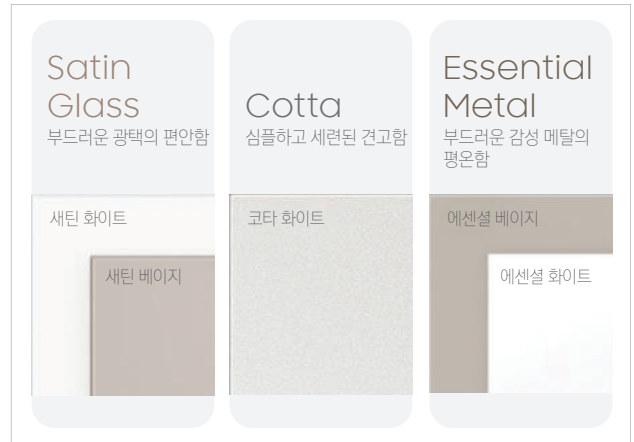 Satin
Glass
부드러운 광택의 편안함
새틴 화이트
새틴 베이지
Cotta
심플하고 세련된 견고함
코타 화이트
Essential
Metal
부드러운 감성 메탈의
평온함
에센셜 베이지
에센셜 화이트